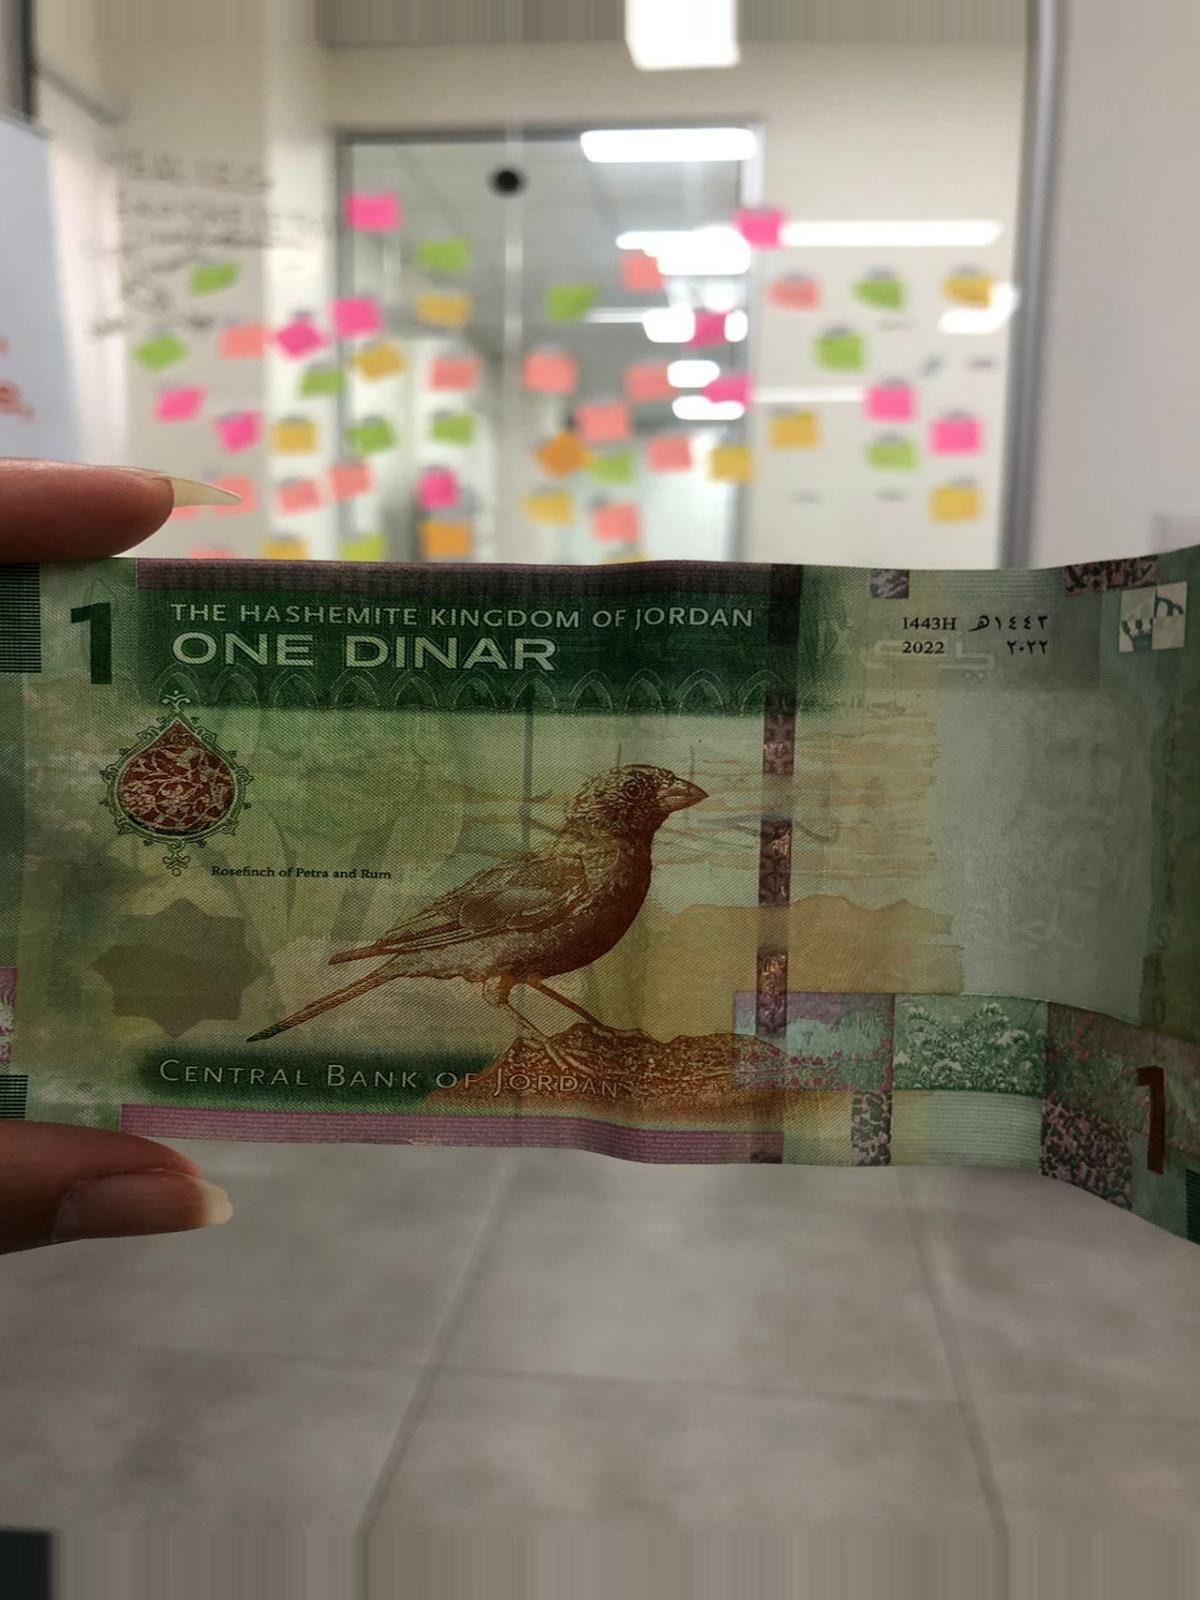 1
THE HASHEMITE KINGDOM OF JORDAN
ONE DINAR
1443H ١٤٤٣هـ
2022 ٢٠٢٢
Rosefinch of Petra and Rum
CENTRAL BANK OF JORDAN
1